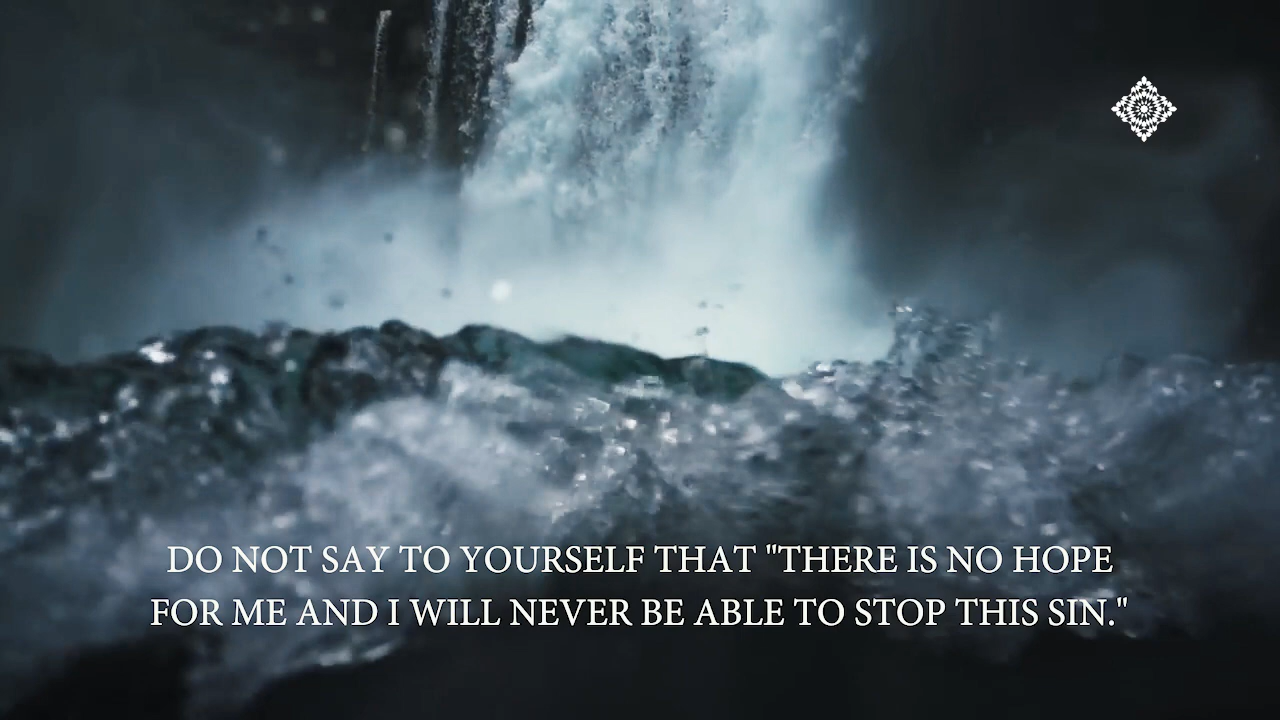 DO NOT SAY TO YOURSELF THAT "THERE IS NO HOPE
FOR ME AND I WILL NEVER BE ABLE TO STOP THIS SIN."